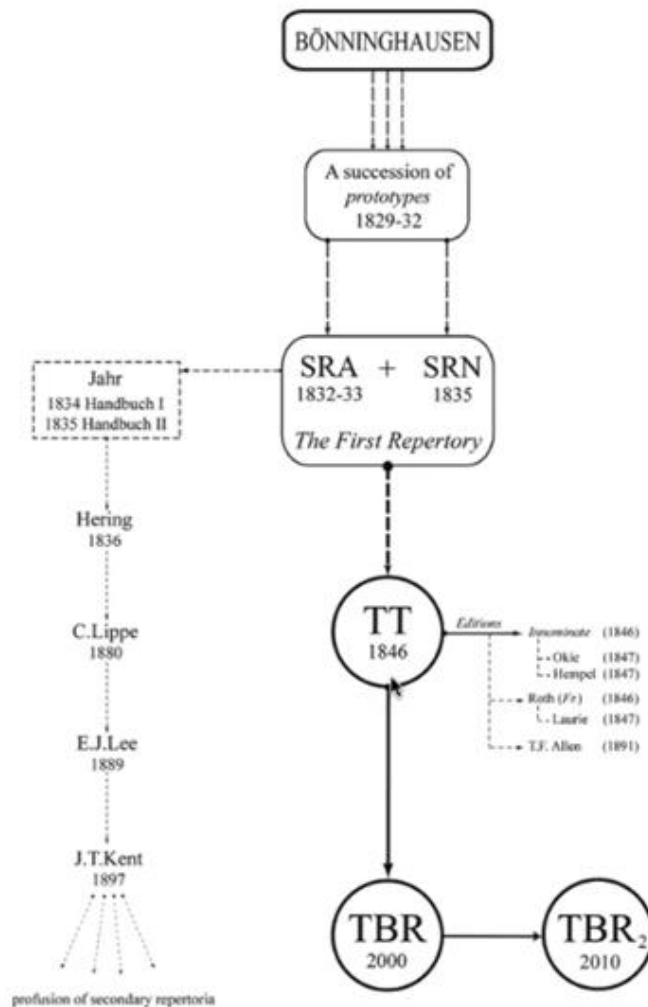 BÖNNINGHAUSEN
A succession of
prototypes
1829-32
SRA + SRN
1832-33 1835
The First Repertory
Jahr
1834 Handbuch I
1835 Handbuch II
Hering
1836
C.Lippe
1880
E.J.Lee
1889
J.T.Kent
1897
profusion of secondary repertoria
TT
1846
Editions
Innominate (1846)
Okie (1847)
Hempel (1847)
Roth (Fr) (1846)
Laurie (1847)
T.F. Allen (1891)
TBR
2000
TBR2
2010